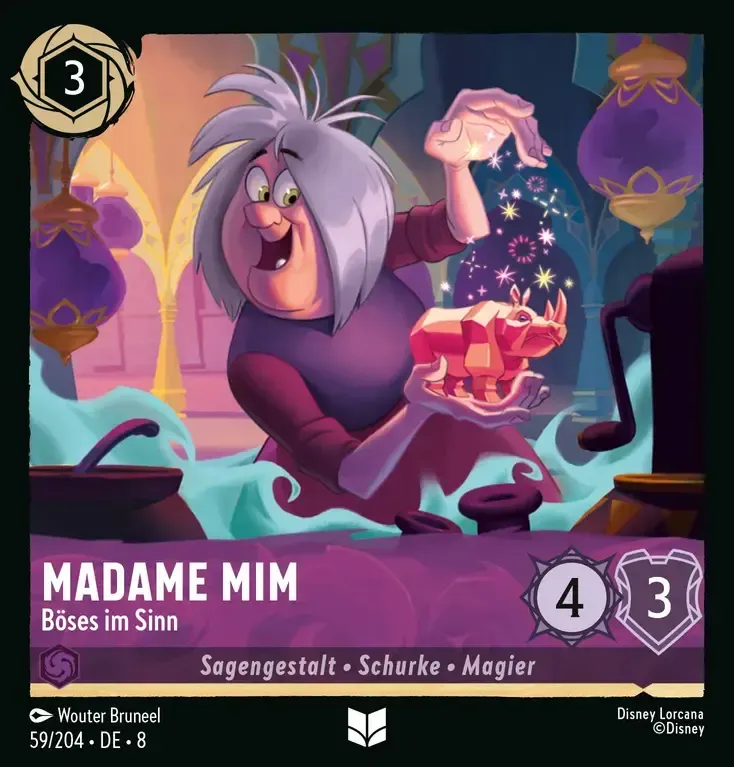 3
MADAME MIM
Böses im Sinn
4
3
Sagengestalt • Schurke • Magier
Wouter Bruneel
59/204 • DE • 8
Disney Lorcana
©Disney